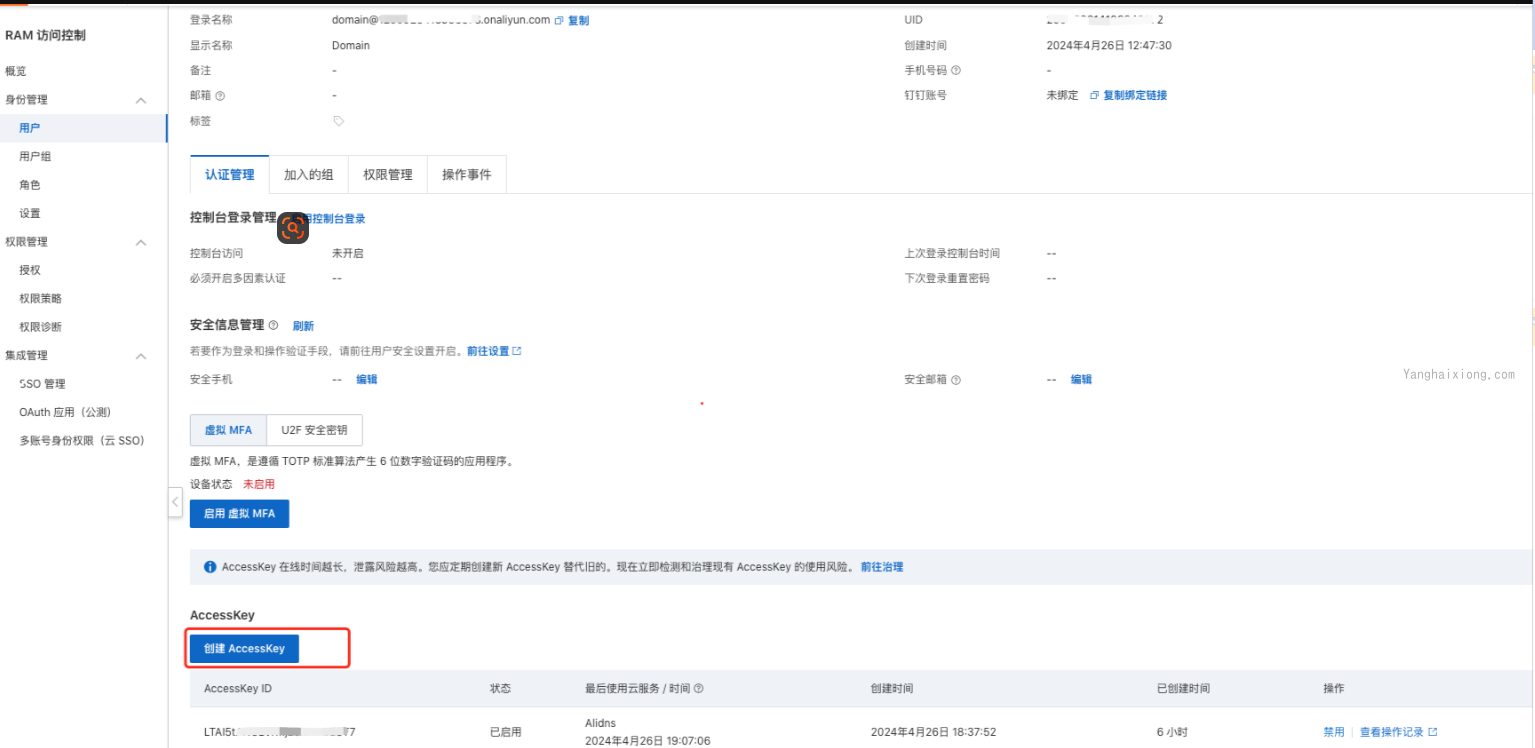 登录名称 domain@ .onaliyun.com 复制 UID 2
RAM 访问控制
显示名称 Domain 创建时间 2024年4月26日 12:47:30
概览 备注 - 手机号码 -
身份管理 邮箱 - 钉钉账号 未绑定 复制绑定链接
用户 标签
用户组
角色 认证管理 加入的组 权限管理 操作事件
设置 控制台登录管理 用控制台登录
权限管理 控制台访问 未开启 上次登录控制台时间 --
授权 必须开启多因素认证 -- 下次登录重置密码 --
权限策略
权限诊断 安全信息管理 刷新
集成管理 若要作为登录和操作验证手段，请前往用户安全设置开启。前往设置
SSO 管理 安全手机 -- 编辑 安全邮箱 -- 编辑
Yanghaixiong.com
OAuth 应用（公测）
多账号身份权限（云 SSO） 虚拟 MFA U2F 安全密钥
虚拟 MFA，是遵循 TOTP 标准算法产生 6 位数字验证码的应用程序。
设备状态 未启用
启用 虚拟 MFA
AccessKey 在线时间越长，泄露风险越高。您应定期创建新 AccessKey 替代旧的。现在立即检测和治理现有 AccessKey 的使用风险。 前往治理
AccessKey
创建 AccessKey
AccessKey ID 状态 最后使用云服务 / 时间 创建时间 已创建时间 操作
LTAI5t 已启用 Alidns 2024年4月26日 18:37:52 6 小时 禁用 查看操作记录
2024年4月26日 19:07:06